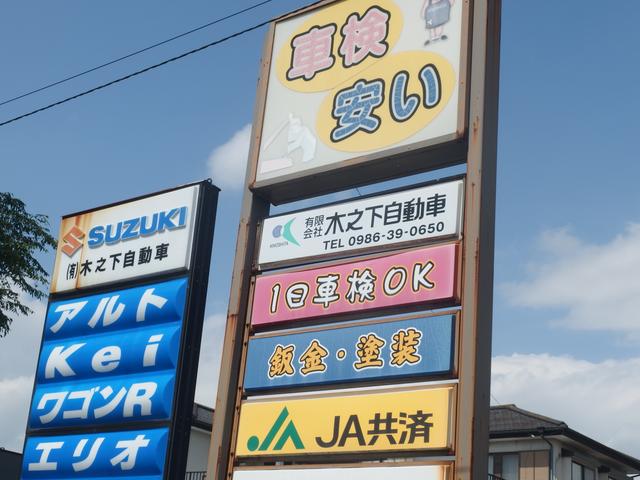 車検
安い
有限
会社 木之下自動車
KINOSHITA
TEL 0986-39-0650
1日車検OK
鈑金・塗装
JA共済
SUZUKI
(有)木之下自動車
アルト
Kei
ワゴンR
エリオ